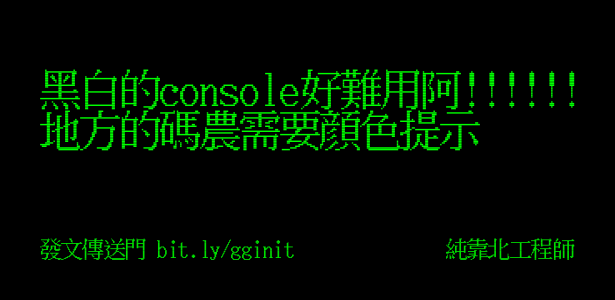 黑白的console好難用阿!!!!!!
地方的碼農需要顏色提示
發文傳送門 bit.ly/gginit
純靠北工程師